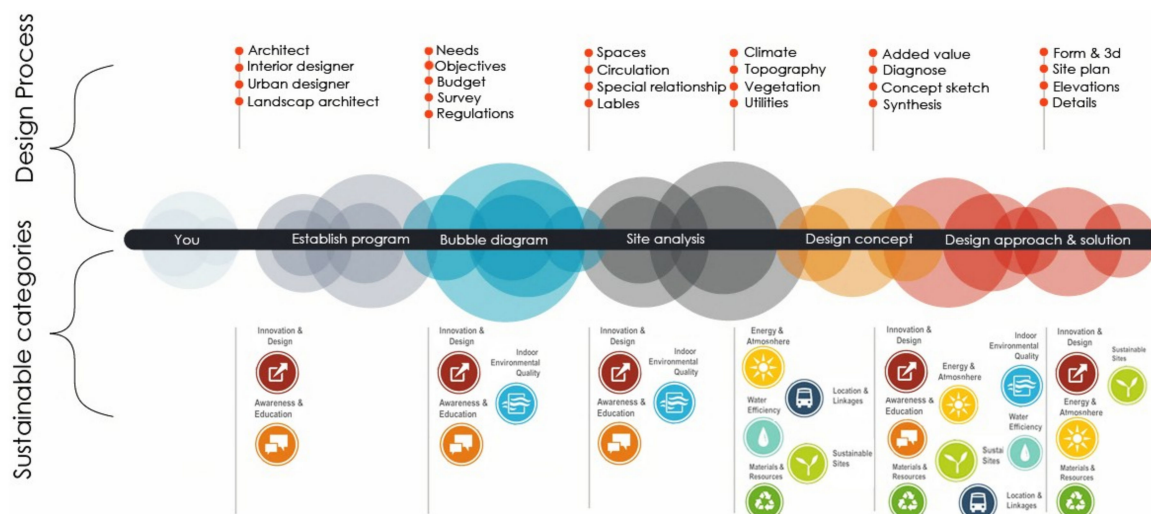 Design Process
Architect
Interior designer
Urban designer
Landscap architect
Needs
Objectives
Budget
Survey
Regulations
Spaces
Circulation
Special relationship
Lables
Climate
Topography
Vegetation
Utilities
Added value
Diagnose
Concept sketch
Synthesis
Form & 3d
Site plan
Elevations
Details
You
Establish program
Bubble diagram
Site analysis
Design concept
Design approach & solution
Sustainable categories
Innovation &
Design
Awareness &
Education
Innovation &
Design
Indoor
Environmental
Quality
Awareness &
Education
Innovation &
Design
Indoor
Environmental
Quality
Awareness &
Education
Energy &
Atmosphere
Location
& Linkages
Water
Efficiency
Sustainable
Sites
Materials &
Resources
Innovation &
Design
Indoor
Environmental
Quality
Energy &
Atmosphere
Awareness &
Education
Water
Efficiency
Sustai
Sites
Materials &
Resources
Location &
Linkages
Innovation &
Design
Sustainable
Sites
Energy &
Atmosphere
Materials &
Resources